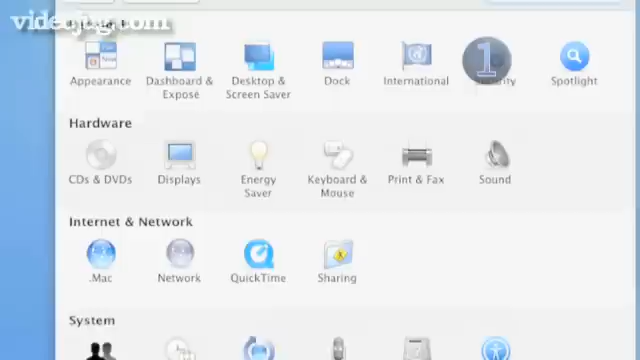 videojug.com
Appearance Dashboard & Exposé Desktop & Screen Saver Dock International Spotlight
1
Hardware
CDs & DVDs Displays Energy Saver Keyboard & Mouse Print & Fax Sound
Internet & Network
.Mac Network QuickTime Sharing
System